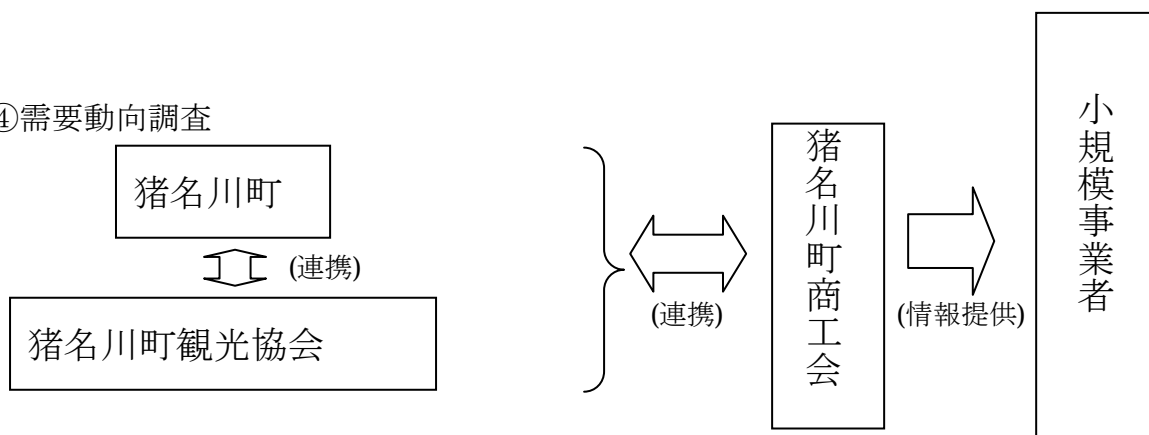 ④需要動向調査
猪名川町
(連携)
猪名川町観光協会
(連携)
猪名川町商工会
(情報提供)
小規模事業者